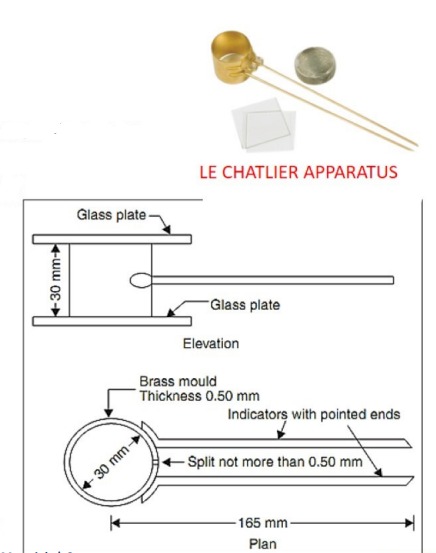 LE CHATLIER APPARATUS
Glass plate
30 mm
Glass plate
Elevation
Brass mould
Thickness 0.50 mm
Indicators with pointed ends
30 mm
Split not more than 0.50 mm
165 mm
Plan